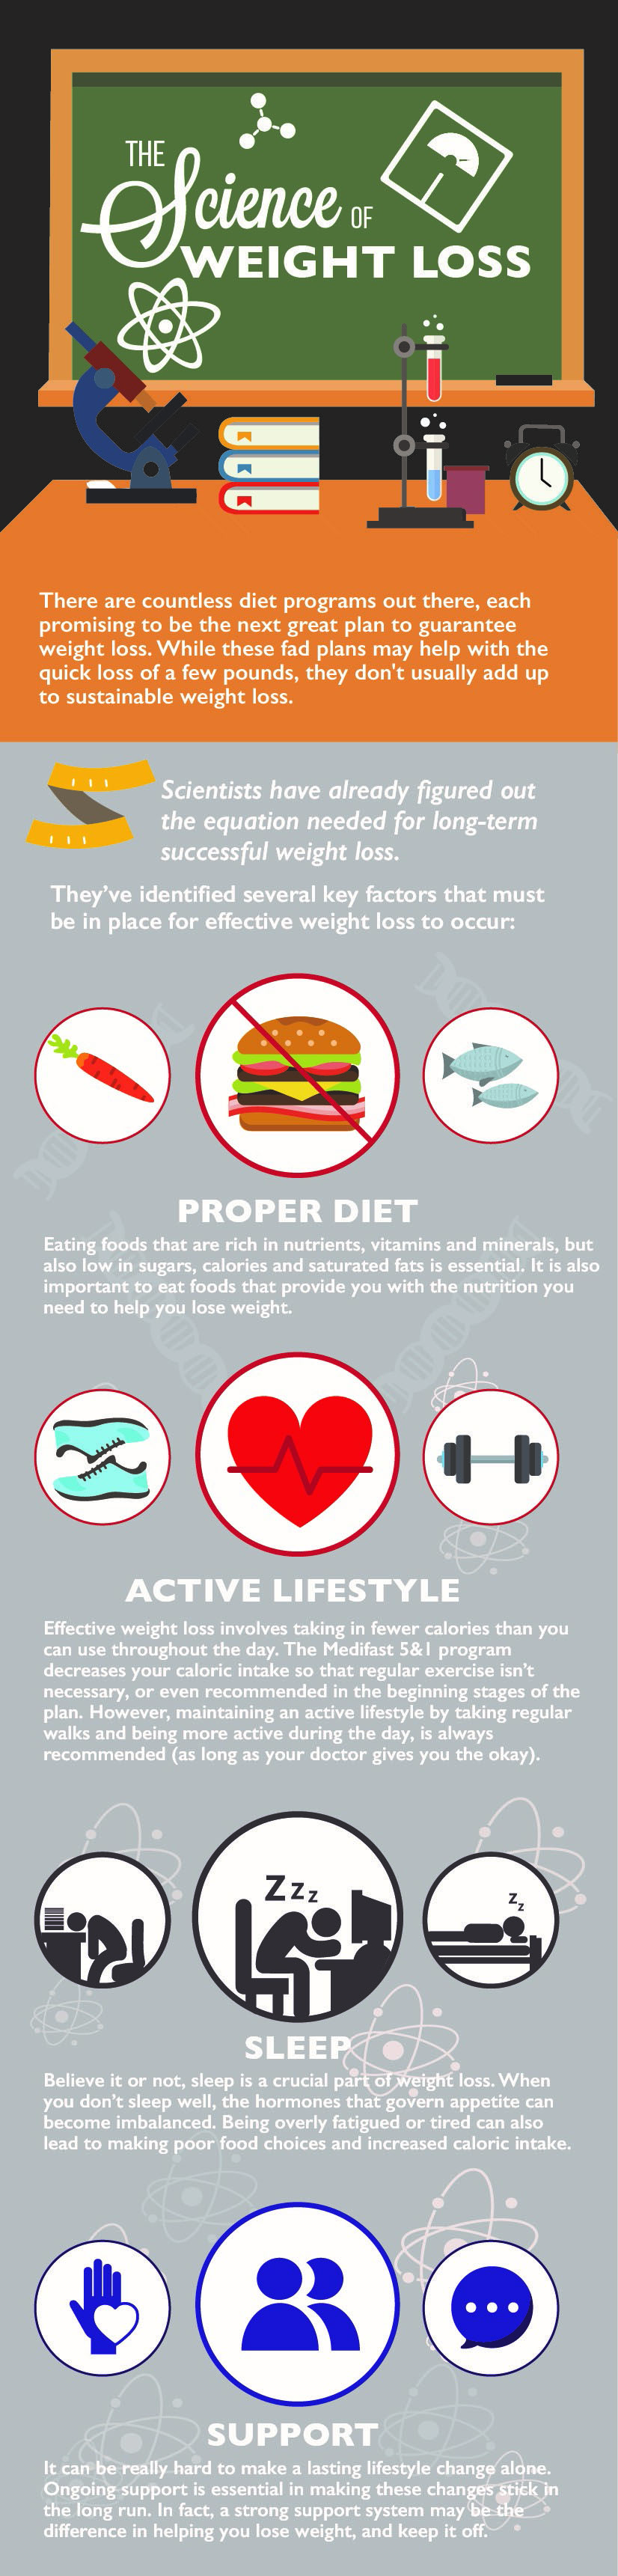 THE
Science OF
WEIGHT LOSS
There are countless diet programs out there, each
promising to be the next great plan to guarantee
weight loss. While these fad plans may help with the
quick loss of a few pounds, they don't usually add up
to sustainable weight loss.
Scientists have already figured out
the equation needed for long-term
successful weight loss.
They've identified several key factors that must
be in place for effective weight loss to occur:
PROPER DIET
Eating foods that are rich in nutrients, vitamins and minerals, but
also low in sugars, calories and saturated fats is essential. It is also
important to eat foods that provide you with the nutrition you
need to help you lose weight.
ACTIVE LIFESTYLE
Effective weight loss involves taking in fewer calories than you
can use throughout the day. The Medifast 5&1 program
decreases your caloric intake so that regular exercise isn't
necessary, or even recommended in the beginning stages of the
plan. However, maintaining an active lifestyle by taking regular
walks and being more active during the day, is always
recommended (as long as your doctor gives you the okay).
Z z z
z z
SLEEP
Believe it or not, sleep is a crucial part of weight loss. When
you don't sleep well, the hormones that govern appetite can
become imbalanced. Being overly fatigued or tired can also
lead to making poor food choices and increased caloric intake.
SUPPORT
It can be really hard to make a lasting lifestyle change alone.
Ongoing support is essential in making these changes stick in
the long run. In fact, a strong support system may be the
difference in helping you lose weight, and keep it off.